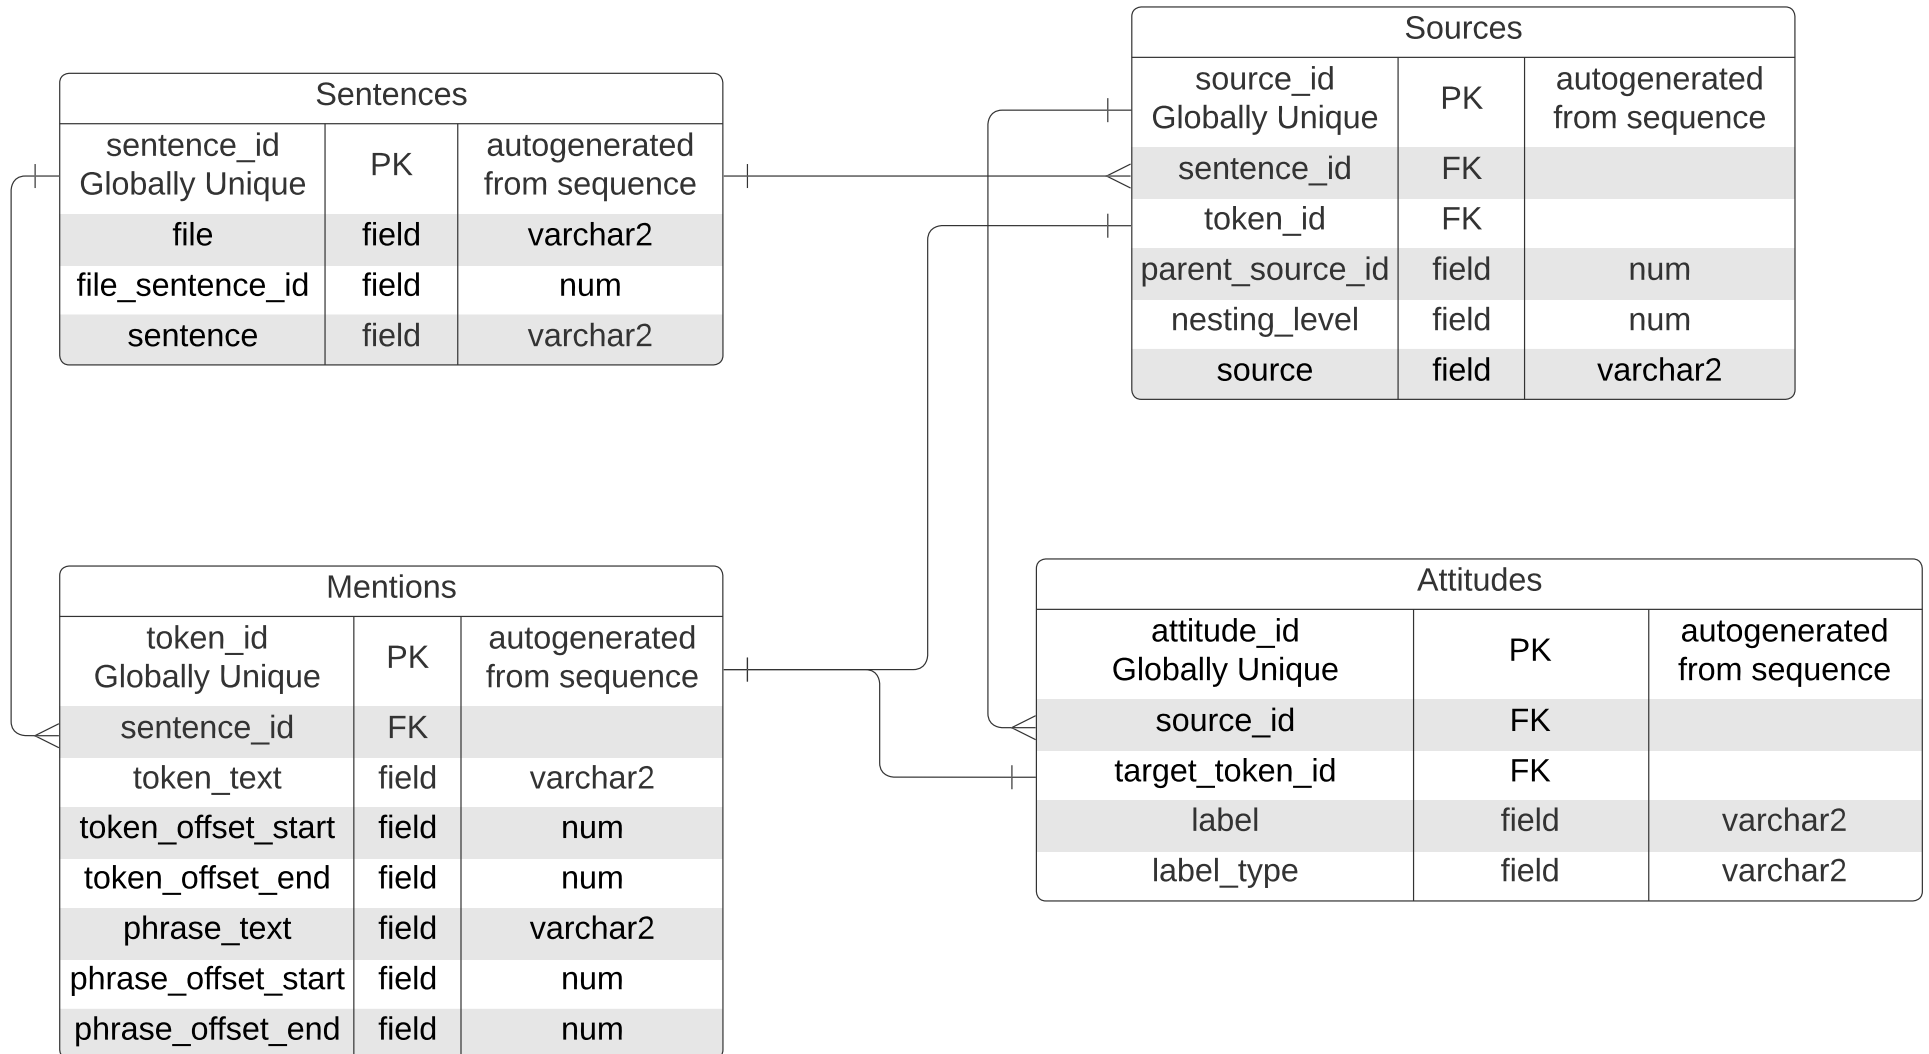 Sentences
sentence_id
Globally Unique
PK
autogenerated
from sequence
file field varchar2
file_sentence_id field num
sentence field varchar2
Sources
source_id
Globally Unique
PK
autogenerated
from sequence
sentence_id FK
token_id FK
parent_source_id field num
nesting_level field num
source field varchar2
Mentions
token_id
Globally Unique
PK
autogenerated
from sequence
sentence_id FK
token_text field varchar2
token_offset_start field num
token_offset_end field num
phrase_text field varchar2
phrase_offset_start field num
phrase_offset_end field num
Attitudes
attitude_id
Globally Unique
PK
autogenerated
from sequence
source_id FK
target_token_id FK
label field varchar2
label_type field varchar2